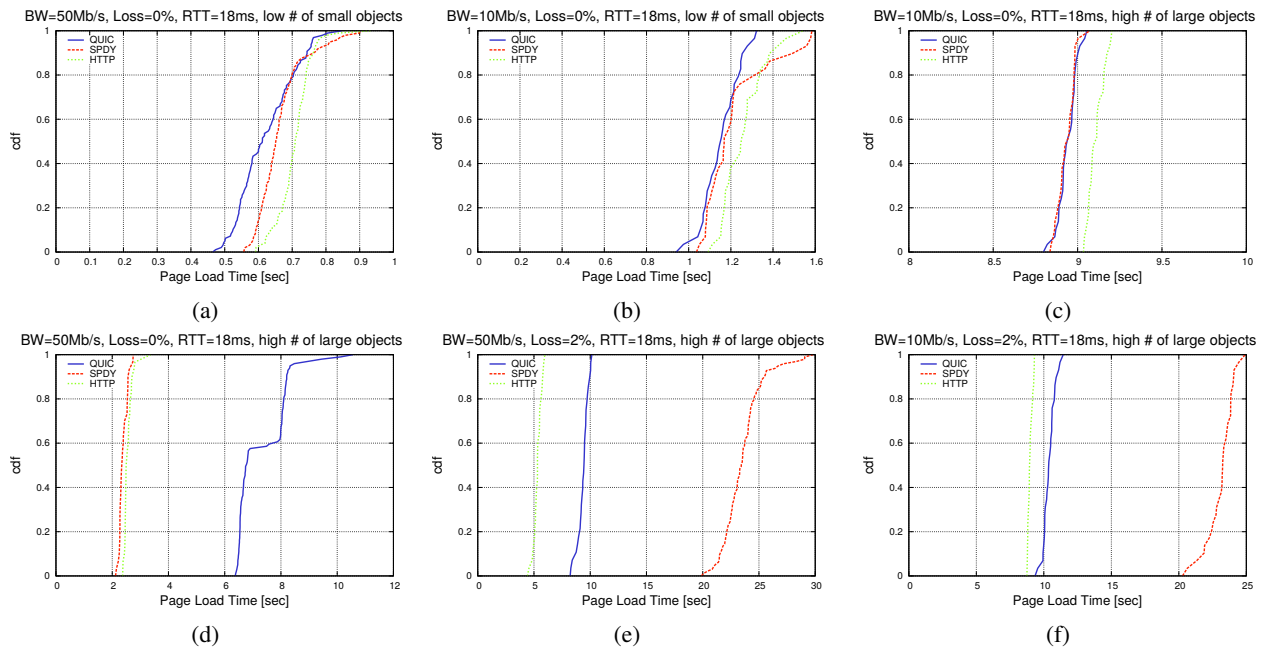 BW=50Mb/s, Loss=0%, RTT=18ms, low # of small objects
1
QUIC
SPDY
HTTP
0.8
0.6
cdf
0.4
0.2
0
0 0.1 0.2 0.3 0.4 0.5 0.6 0.7 0.8 0.9 1
Page Load Time [sec]
(a)
BW=10Mb/s, Loss=0%, RTT=18ms, low # of small objects
1
QUIC
SPDY
HTTP
0.8
0.6
cdf
0.4
0.2
0
0 0.2 0.4 0.6 0.8 1 1.2 1.4 1.6
Page Load Time [sec]
(b)
BW=10Mb/s, Loss=0%, RTT=18ms, high # of large objects
1
QUIC
SPDY
HTTP
0.8
0.6
cdf
0.4
0.2
0
8 8.5 9 9.5 10
Page Load Time [sec]
(c)
BW=50Mb/s, Loss=0%, RTT=18ms, high # of large objects
1
QUIC
SPDY
HTTP
0.8
0.6
cdf
0.4
0.2
0
0 2 4 6 8 10 12
Page Load Time [sec]
(d)
BW=50Mb/s, Loss=2%, RTT=18ms, high # of large objects
1
QUIC
SPDY
HTTP
0.8
0.6
cdf
0.4
0.2
0
0 5 10 15 20 25 30
Page Load Time [sec]
(e)
BW=10Mb/s, Loss=2%, RTT=18ms, high # of large objects
1
QUIC
SPDY
HTTP
0.8
0.6
cdf
0.4
0.2
0
0 5 10 15 20 25
Page Load Time [sec]
(f)